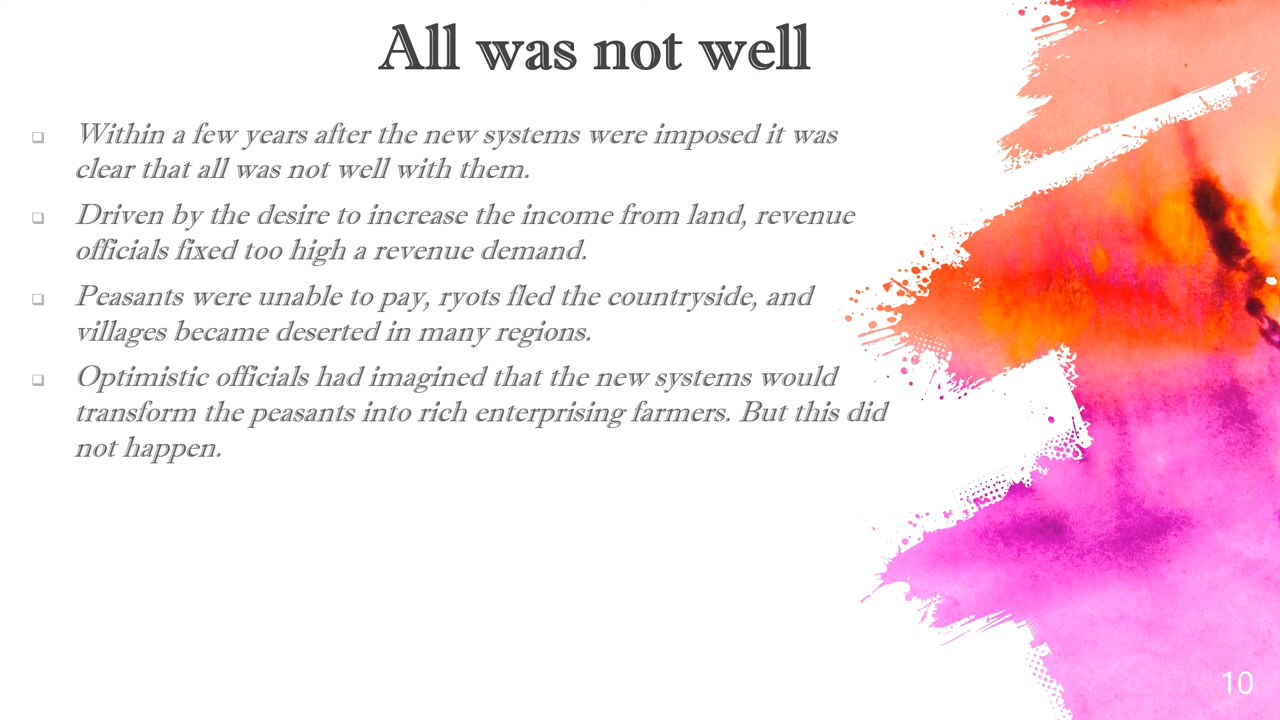 All was not well
Within a few years after the new systems were imposed it was
clear that all was not well with them.
Driven by the desire to increase the income from land, revenue
officials fixed too high a revenue demand.
Peasants were unable to pay, ryots fled the countryside, and
villages became deserted in many regions.
Optimistic officials had imagined that the new systems would
transform the peasants into rich enterprising farmers. But this did
not happen.
10